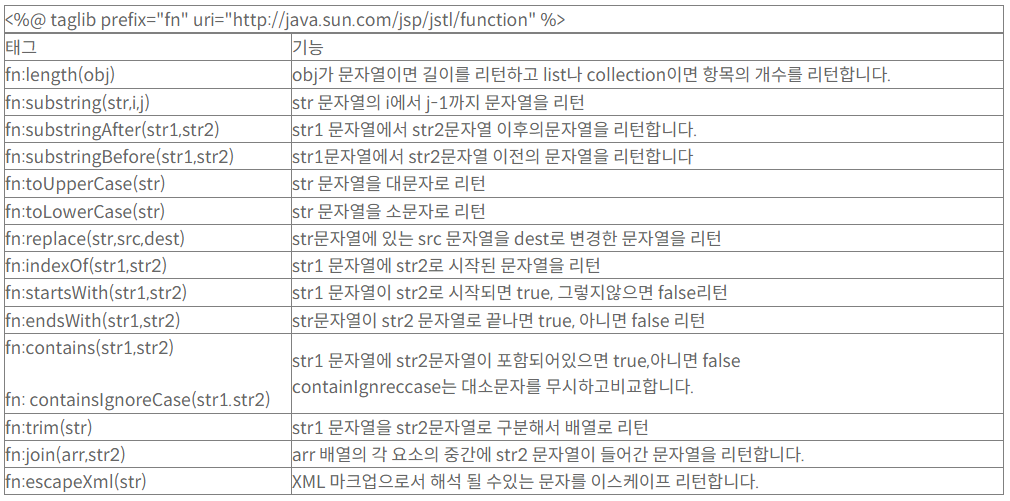 <%@ taglib prefix="fn" uri="http://java.sun.com/jsp/jstl/function" %>
태그 기능
fn:length(obj) obj가 문자열이면 길이를 리턴하고 list나 collection이면 항목의 개수를 리턴합니다.
fn:substring(str,i,j) str 문자열의 i에서 j-1까지 문자열을 리턴
fn:substringAfter(str1,str2) str1 문자열에서 str2문자열 이후의문자열을 리턴합니다.
fn:substringBefore(str1,str2) str1문자열에서 str2문자열 이전의 문자열을 리턴합니다
fn:toUpperCase(str) str 문자열을 대문자로 리턴
fn:toLowerCase(str) str 문자열을 소문자로 리턴
fn:replace(str,src,dest) str문자열에 있는 src 문자열을 dest로 변경한 문자열을 리턴
fn:indexOf(str1,str2) str1 문자열에 str2로 시작된 문자열을 리턴
fn:startsWith(str1,str2) str1 문자열이 str2로 시작되면 true, 그렇지않으면 false리턴
fn:endsWith(str1,str2) str문자열이 str2 문자열로 끝나면 true, 아니면 false 리턴
fn:contains(str1,str2)
fn: containsIgnoreCase(str1.str2)
str1 문자열에 str2문자열이 포함되어있으면 true,아니면 false
containIgnreccase는 대소문자를 무시하고비교합니다.
fn:trim(str) str1 문자열을 str2문자열로 구분해서 배열로 리턴
fn:join(arr,str2) arr 배열의 각 요소의 중간에 str2 문자열이 들어간 문자열을 리턴합니다.
fn:escapeXml(str) XML 마크업으로서 해석 될 수있는 문자를 이스케이프 리턴합니다.